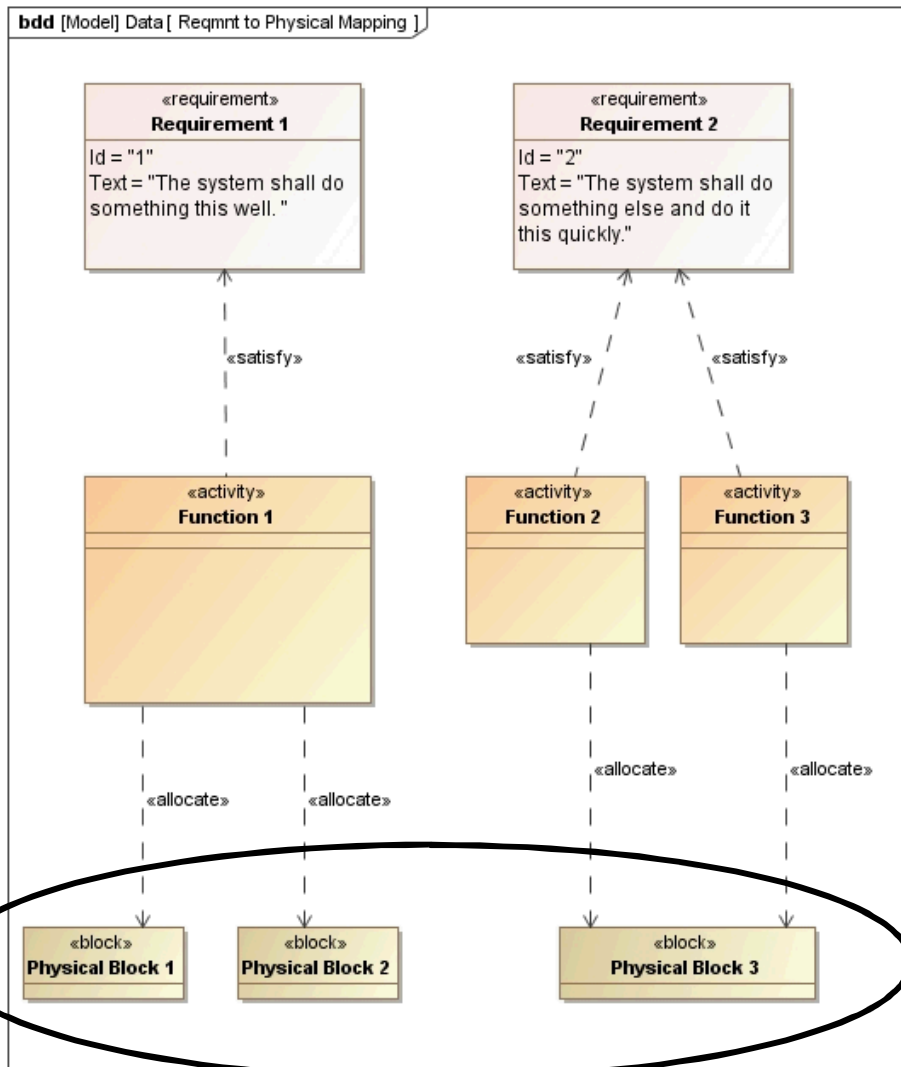 bdd [Model] Data [ Reqmnt to Physical Mapping ]
«requirement»
Requirement 1
Id = "1"
Text = "The system shall do
something this well. "
«requirement»
Requirement 2
Id = "2"
Text = "The system shall do
something else and do it
this quickly."
«satisfy»
«satisfy»
«satisfy»
«activity»
Function 1
«activity»
Function 2
«activity»
Function 3
«allocate»
«allocate»
«allocate»
«allocate»
«block»
Physical Block 1
«block»
Physical Block 2
«block»
Physical Block 3